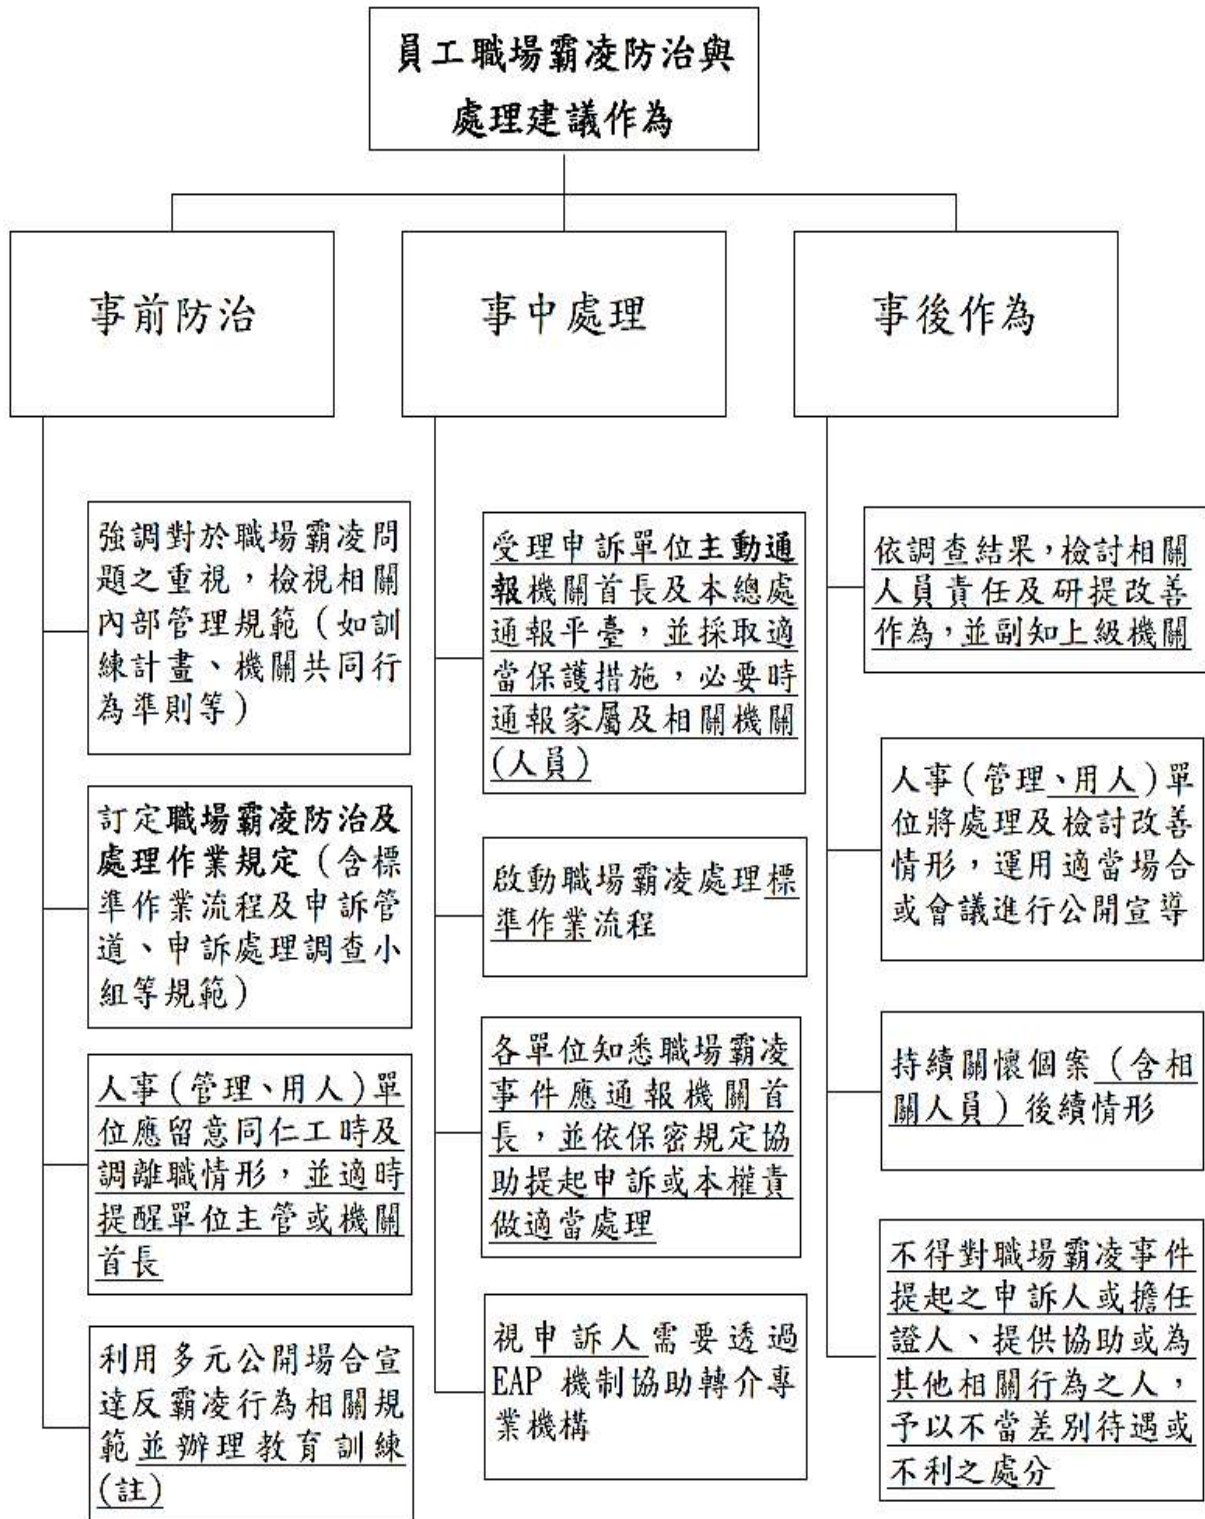 員工職場霸凌防治與
處理建議作為
事前防治
強調對於職場霸凌問
題之重視，檢視相關
內部管理規範（如訓
練計畫、機關共同行
為準則等）
訂定職場霸凌防治及
處理作業規定（含標
準作業流程及申訴管
道、申訴處理調查小
組等規範）
人事(管理、用人)單
位應留意同仁工時及
調離職情形，並適時
提醒單位主管或機關
首長
利用多元公開場合宣
達反霸凌行為相關規
範並辦理教育訓練
(註)
事中處理
受理申訴單位主動通
報機關首長及本總處
通報平臺，並採取適
當保護措施，必要時
通報家屬及相關機關
(人員)
啟動職場霸凌處理標
準作業流程
各單位知悉職場霸凌
事件應通報機關首
長，並依保密規定協
助提起申訴或本權責
做適當處理
視申訴人需要透過
EAP 機制協助轉介專
業機構
事後作為
依調查結果，檢討相關
人員責任及研提改善
作為，並副知上級機關
人事(管理、用人)單
位將處理及檢討改善
情形，運用適當場合
或會議進行公開宣導
持續關懷個案（含相
關人員）後續情形
不得對職場霸凌事件
提起之申訴人或擔任
證人、提供協助或為
其他相關行為之人，
予以不當差別待遇或
不利之處分